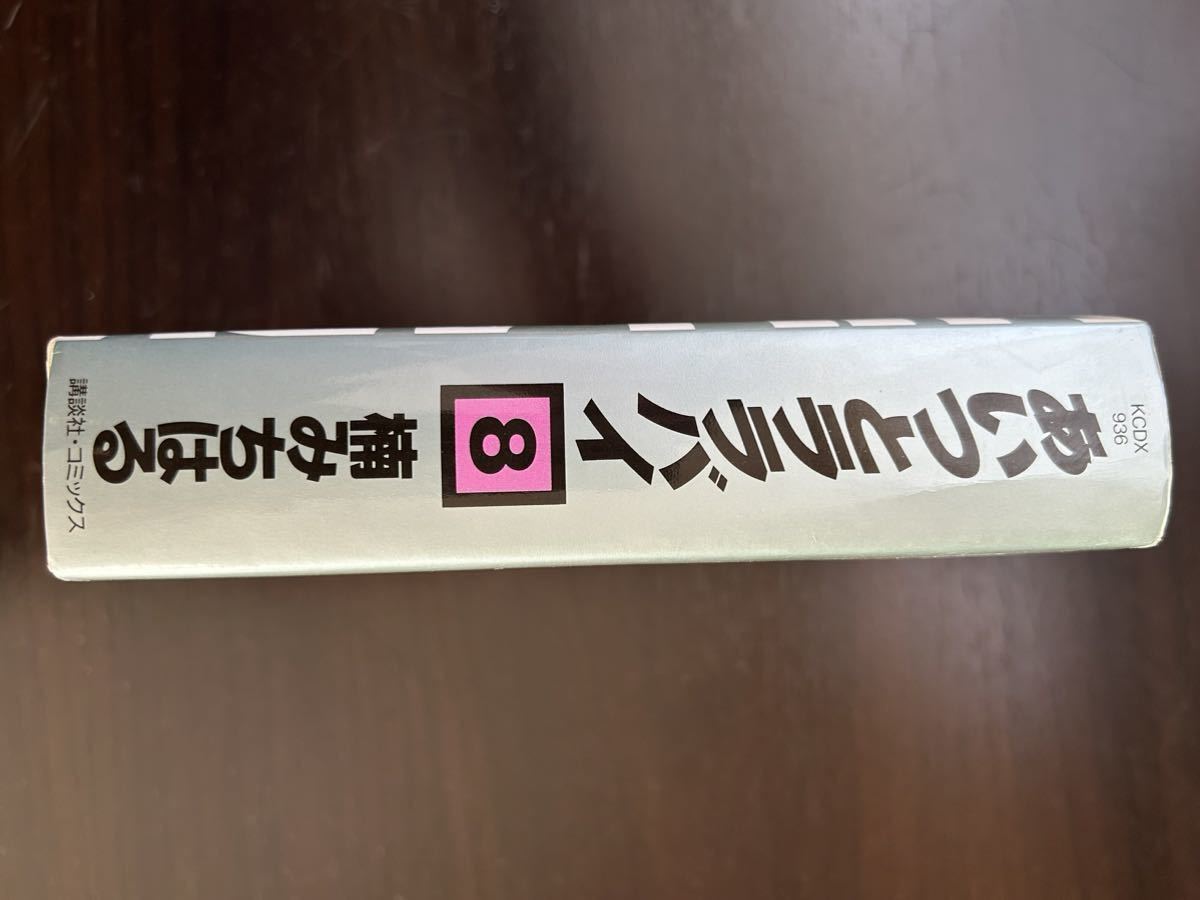 KCDX
936
あいつとララバイ
8
楠みちはる
講談社・コミックス